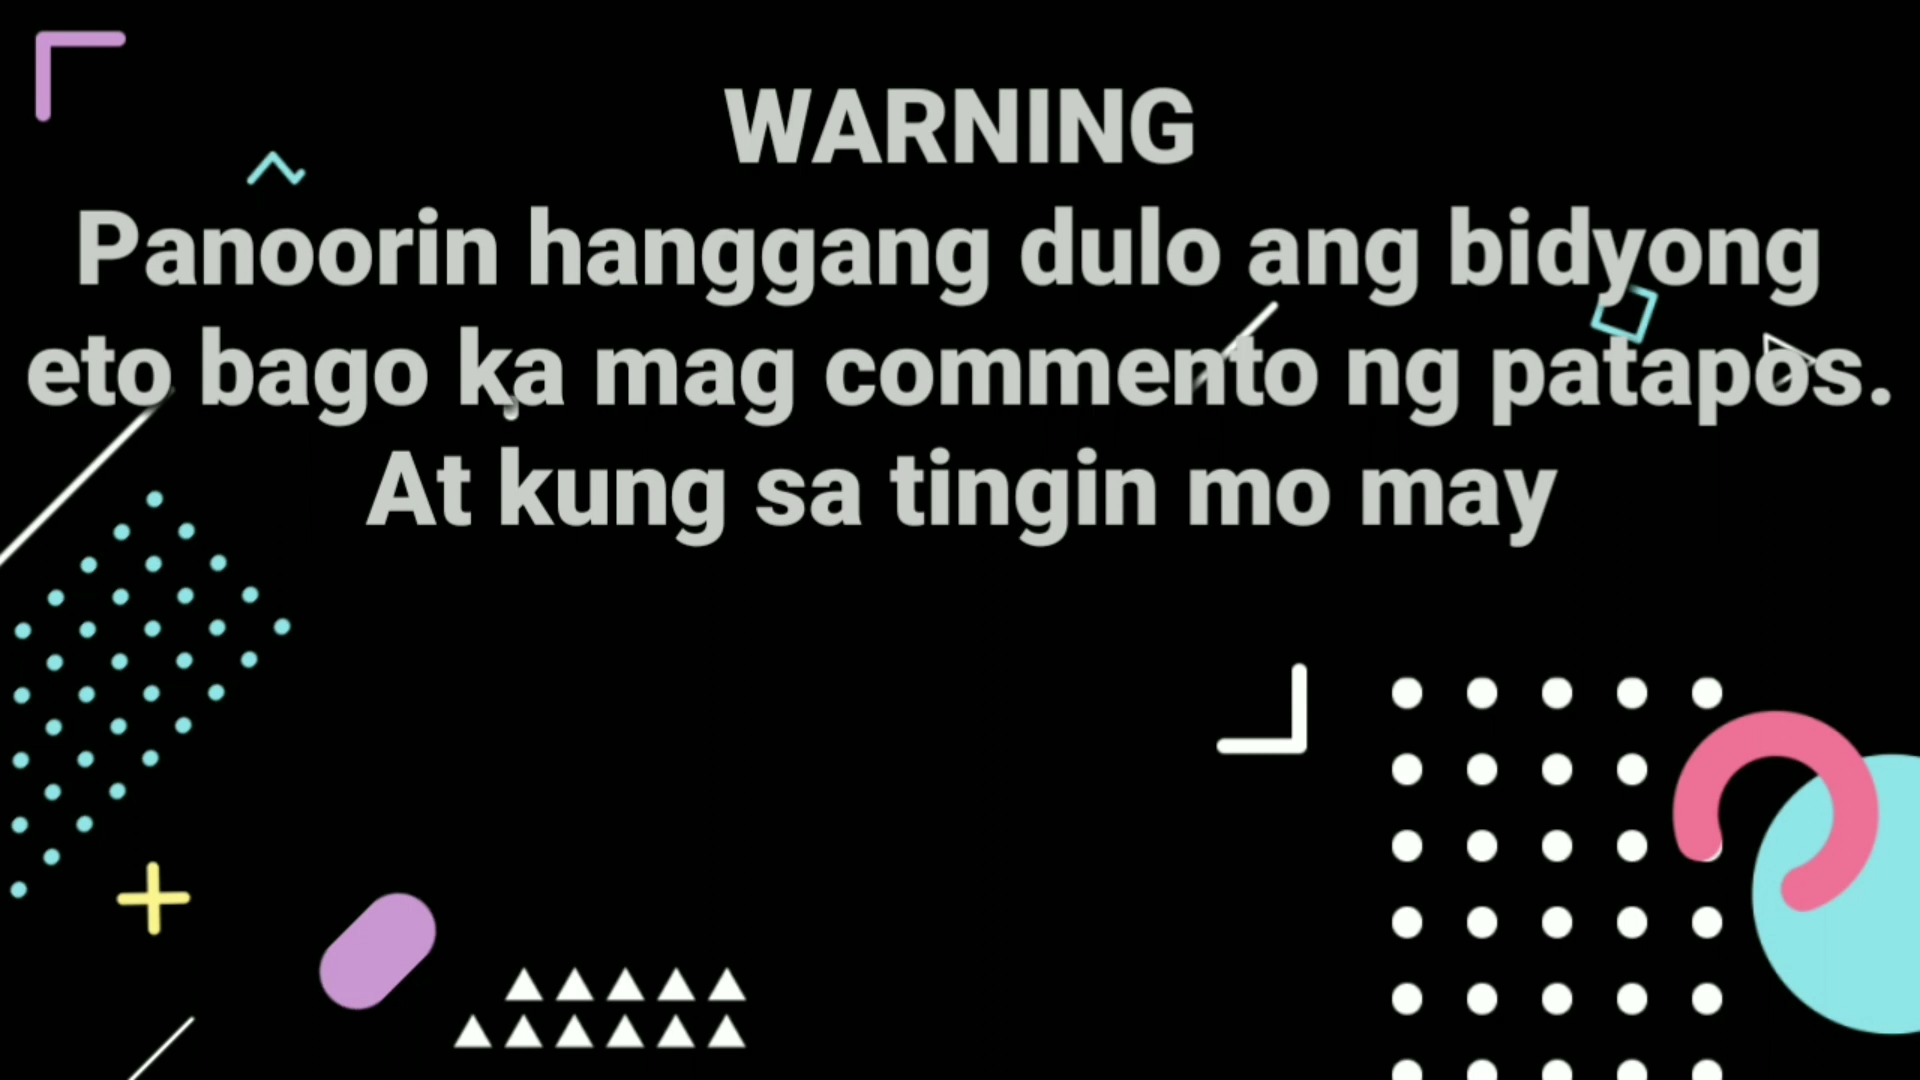 WARNING
Panoorin hanggang dulo ang bidyong
eto bago ka mag commento ng patapos.
At kung sa tingin mo may